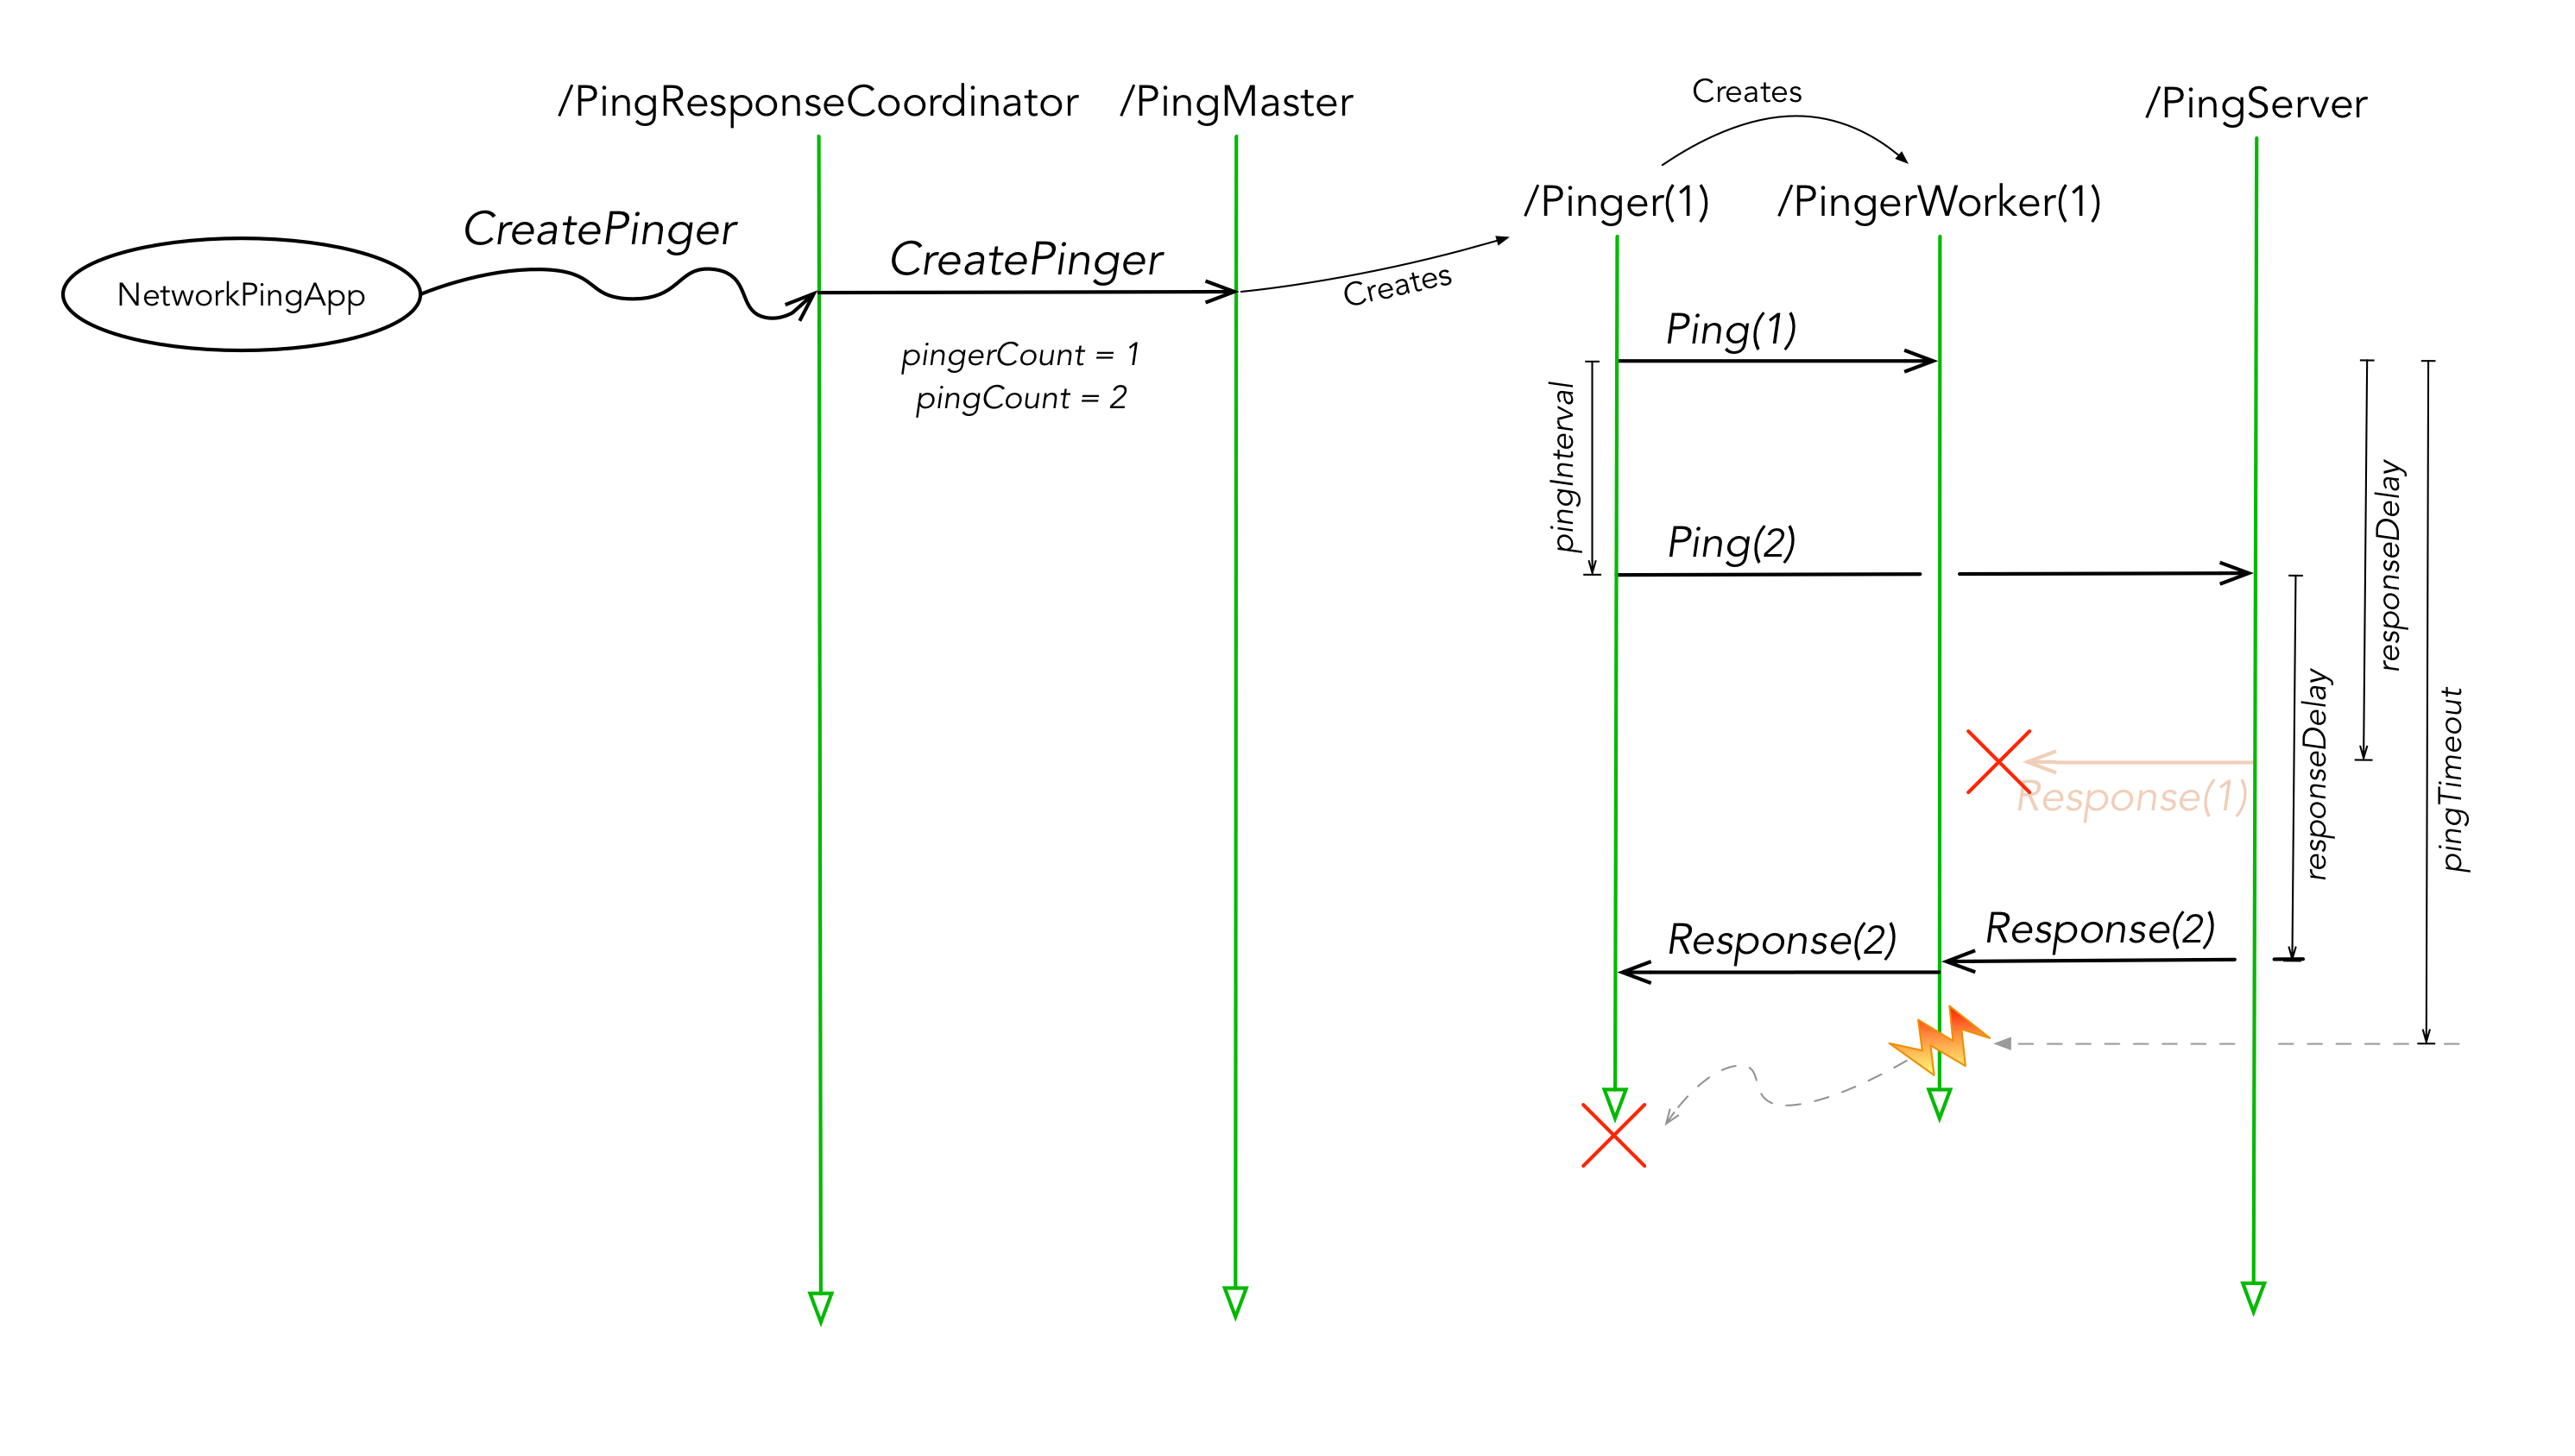 Creates
/PingResponseCoordinator
/PingMaster
/PingServer
/Pinger(1)
/PingerWorker(1)
CreatePinger
CreatePinger
NetworkPingApp
Creates
pingerCount = 1
pingCount = 2
Ping(1)
pingInterval
responseDelay
Ping(2)
responseDelay
pingTimeout
Response(1)
Response(2)
Response(2)